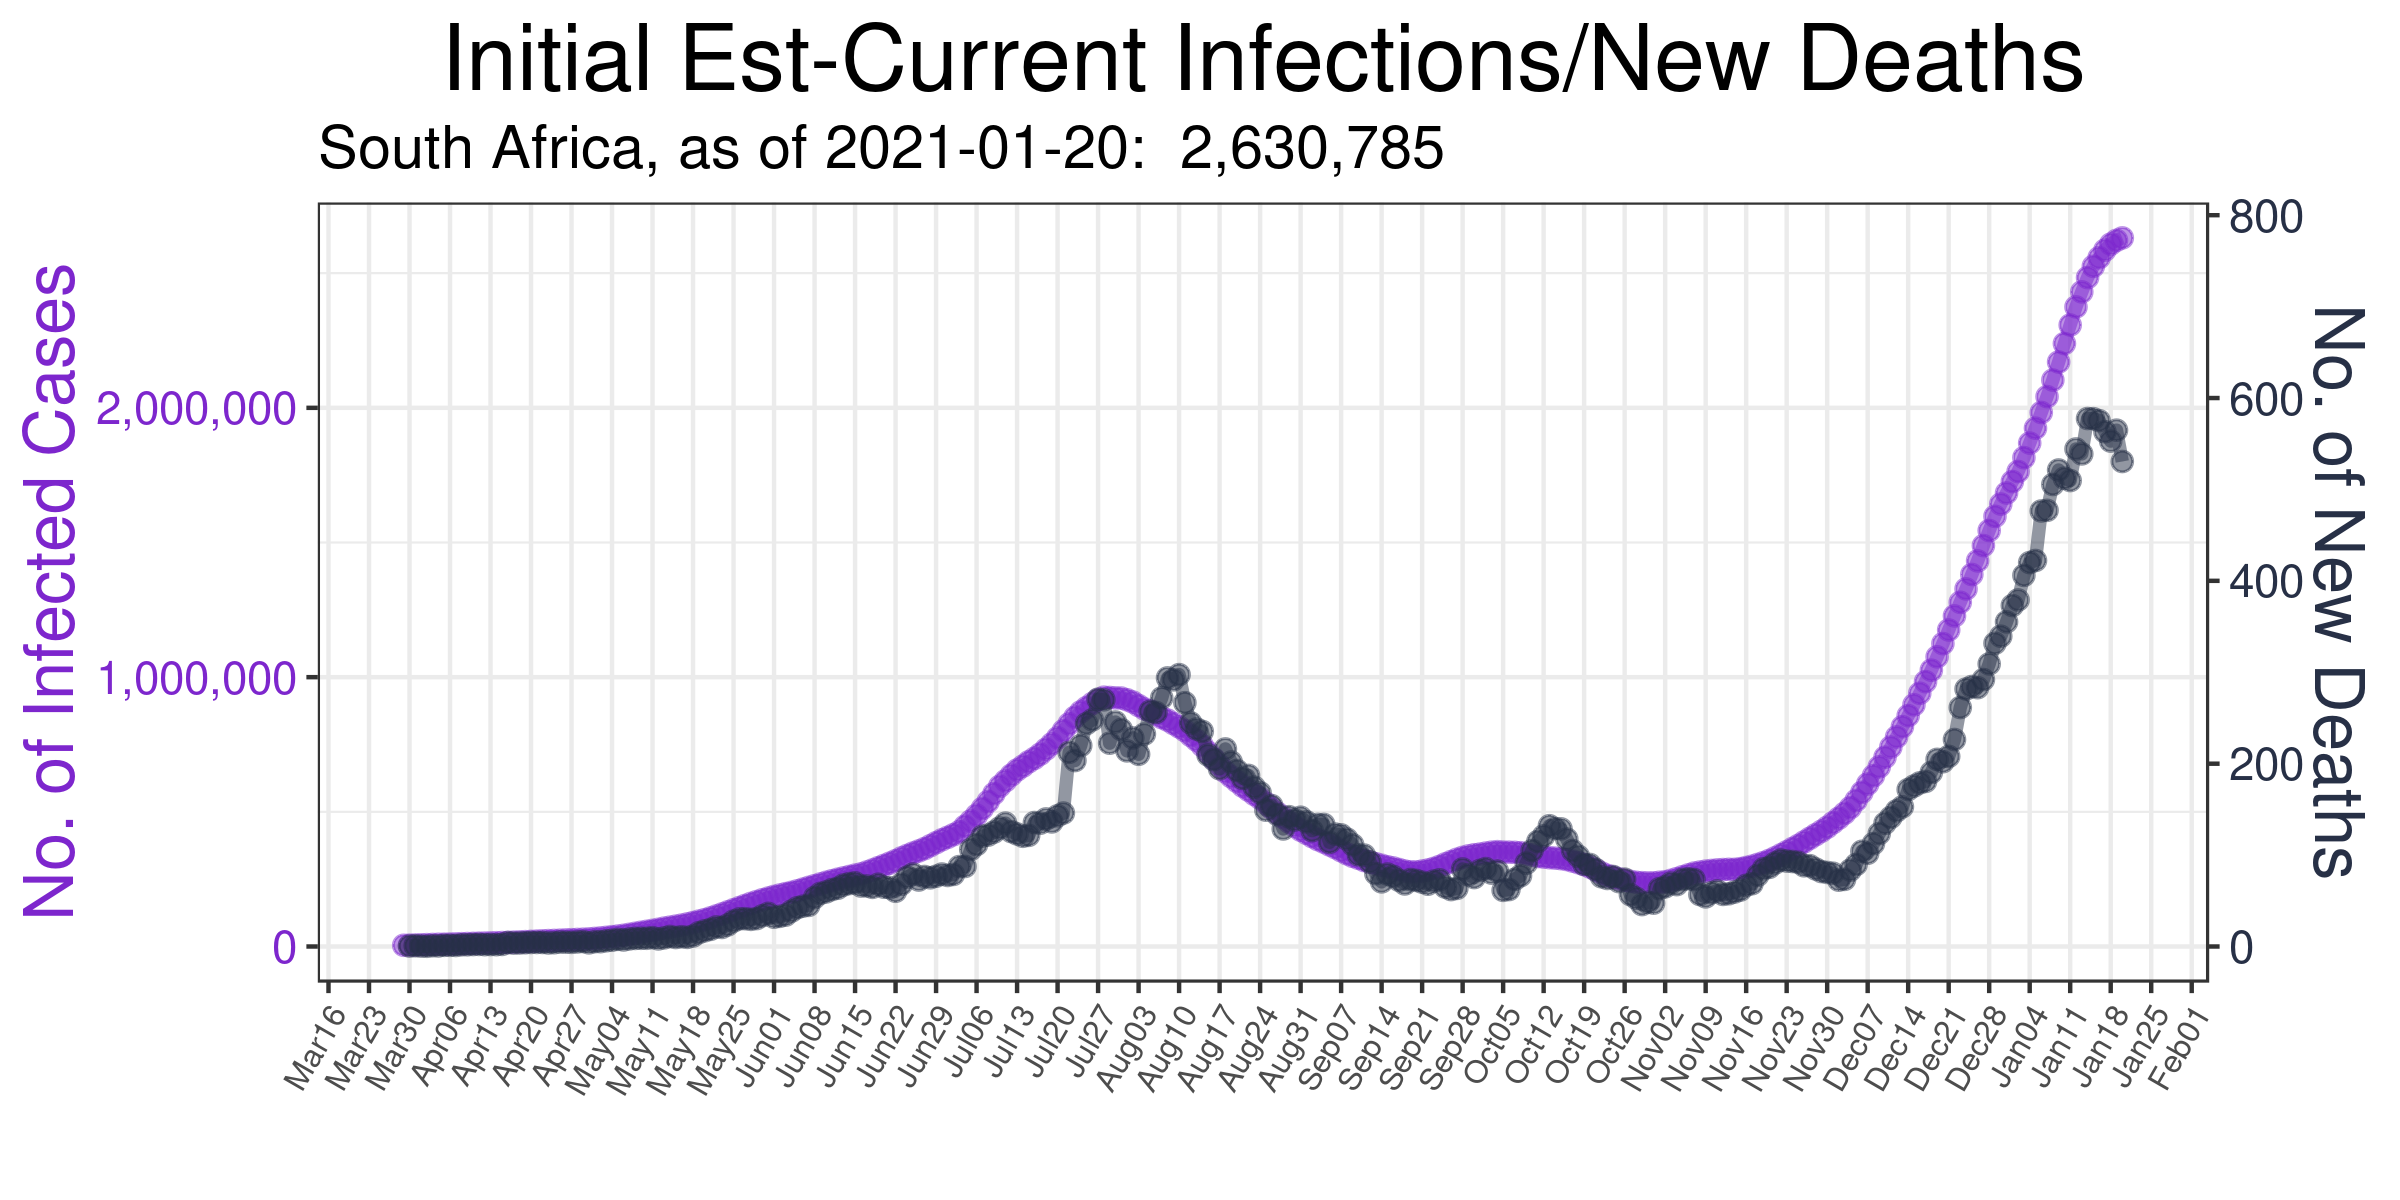 Initial Est-Current Infections/New Deaths
South Africa, as of 2021-01-20:  2,630,785
No. of Infected Cases
2,000,000
1,000,000
0
800
600
400
200
0
No. of New Deaths
Mar16
Mar23
Mar30
Apr06
Apr13
Apr20
Apr27
May04
May11
May18
May25
Jun01
Jun08
Jun15
Jun22
Jun29
Jul06
Jul13
Jul20
Jul27
Aug03
Aug10
Aug17
Aug24
Aug31
Sep07
Sep14
Sep21
Sep28
Oct05
Oct12
Oct19
Oct26
Nov02
Nov09
Nov16
Nov23
Nov30
Dec07
Dec14
Dec21
Dec28
Jan04
Jan11
Jan18
Jan25
Feb01